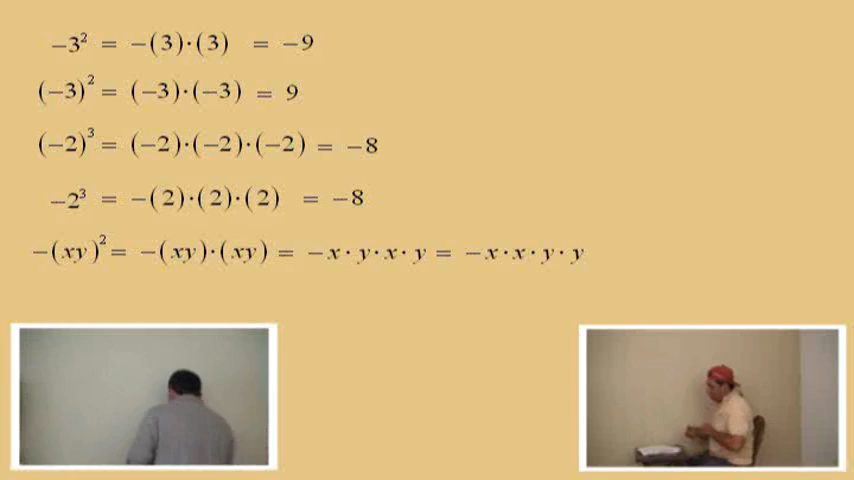 −3² = −(3)·(3) = −9
(−3)² = (−3)·(−3) = 9
(−2)³ = (−2)·(−2)·(−2) = −8
−2³ = −(2)·(2)·(2) = −8
−(xy)² = −(xy)·(xy) = −x·y·x·y = −x·x·y·y